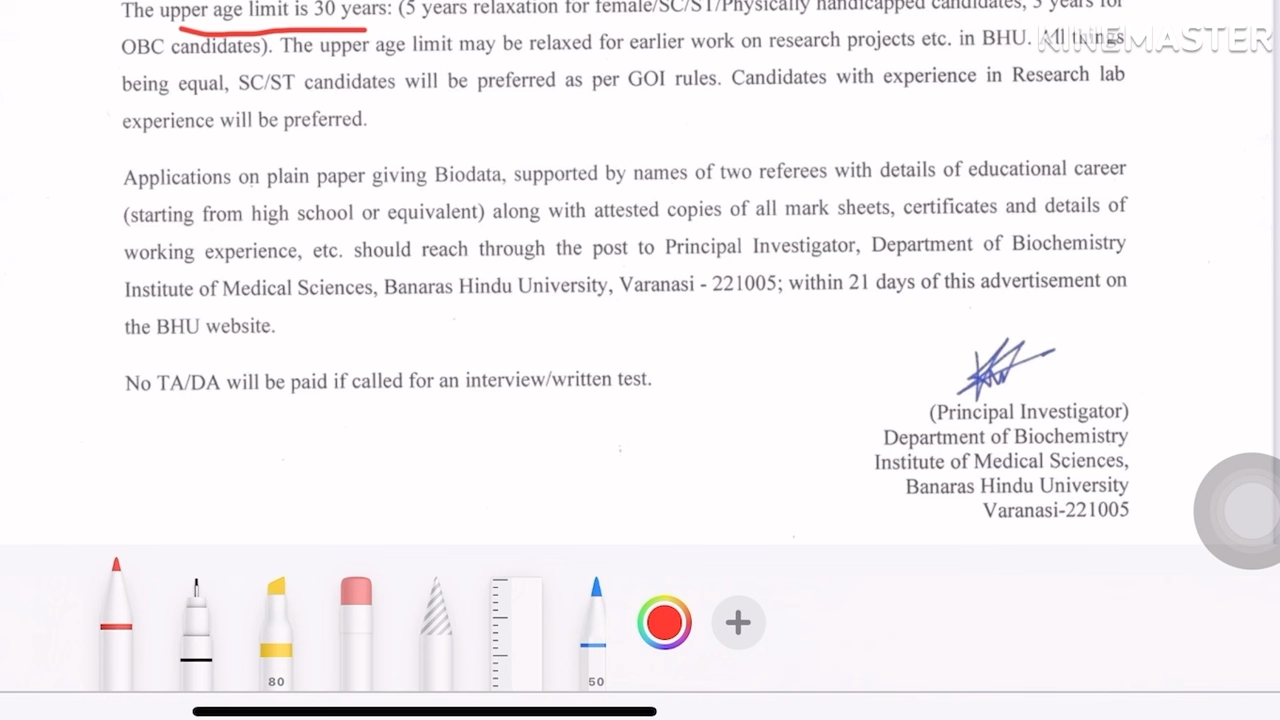 The upper age limit is 30 years: (5 years relaxation for female/SC/ST/Physically handicapped candidates, 3 years for
OBC candidates). The upper age limit may be relaxed for earlier work on research projects etc. in BHU. All things
KINEMASTER
being equal, SC/ST candidates will be preferred as per GOI rules. Candidates with experience in Research lab
experience will be preferred.
Applications on plain paper giving Biodata, supported by names of two referees with details of educational career
(starting from high school or equivalent) along with attested copies of all mark sheets, certificates and details of
working experience, etc. should reach through the post to Principal Investigator, Department of Biochemistry
Institute of Medical Sciences, Banaras Hindu University, Varanasi - 221005; within 21 days of this advertisement on
the BHU website.
No TA/DA will be paid if called for an interview/written test.
(Principal Investigator)
Department of Biochemistry
Institute of Medical Sciences,
Banaras Hindu University
Varanasi-221005
80
50